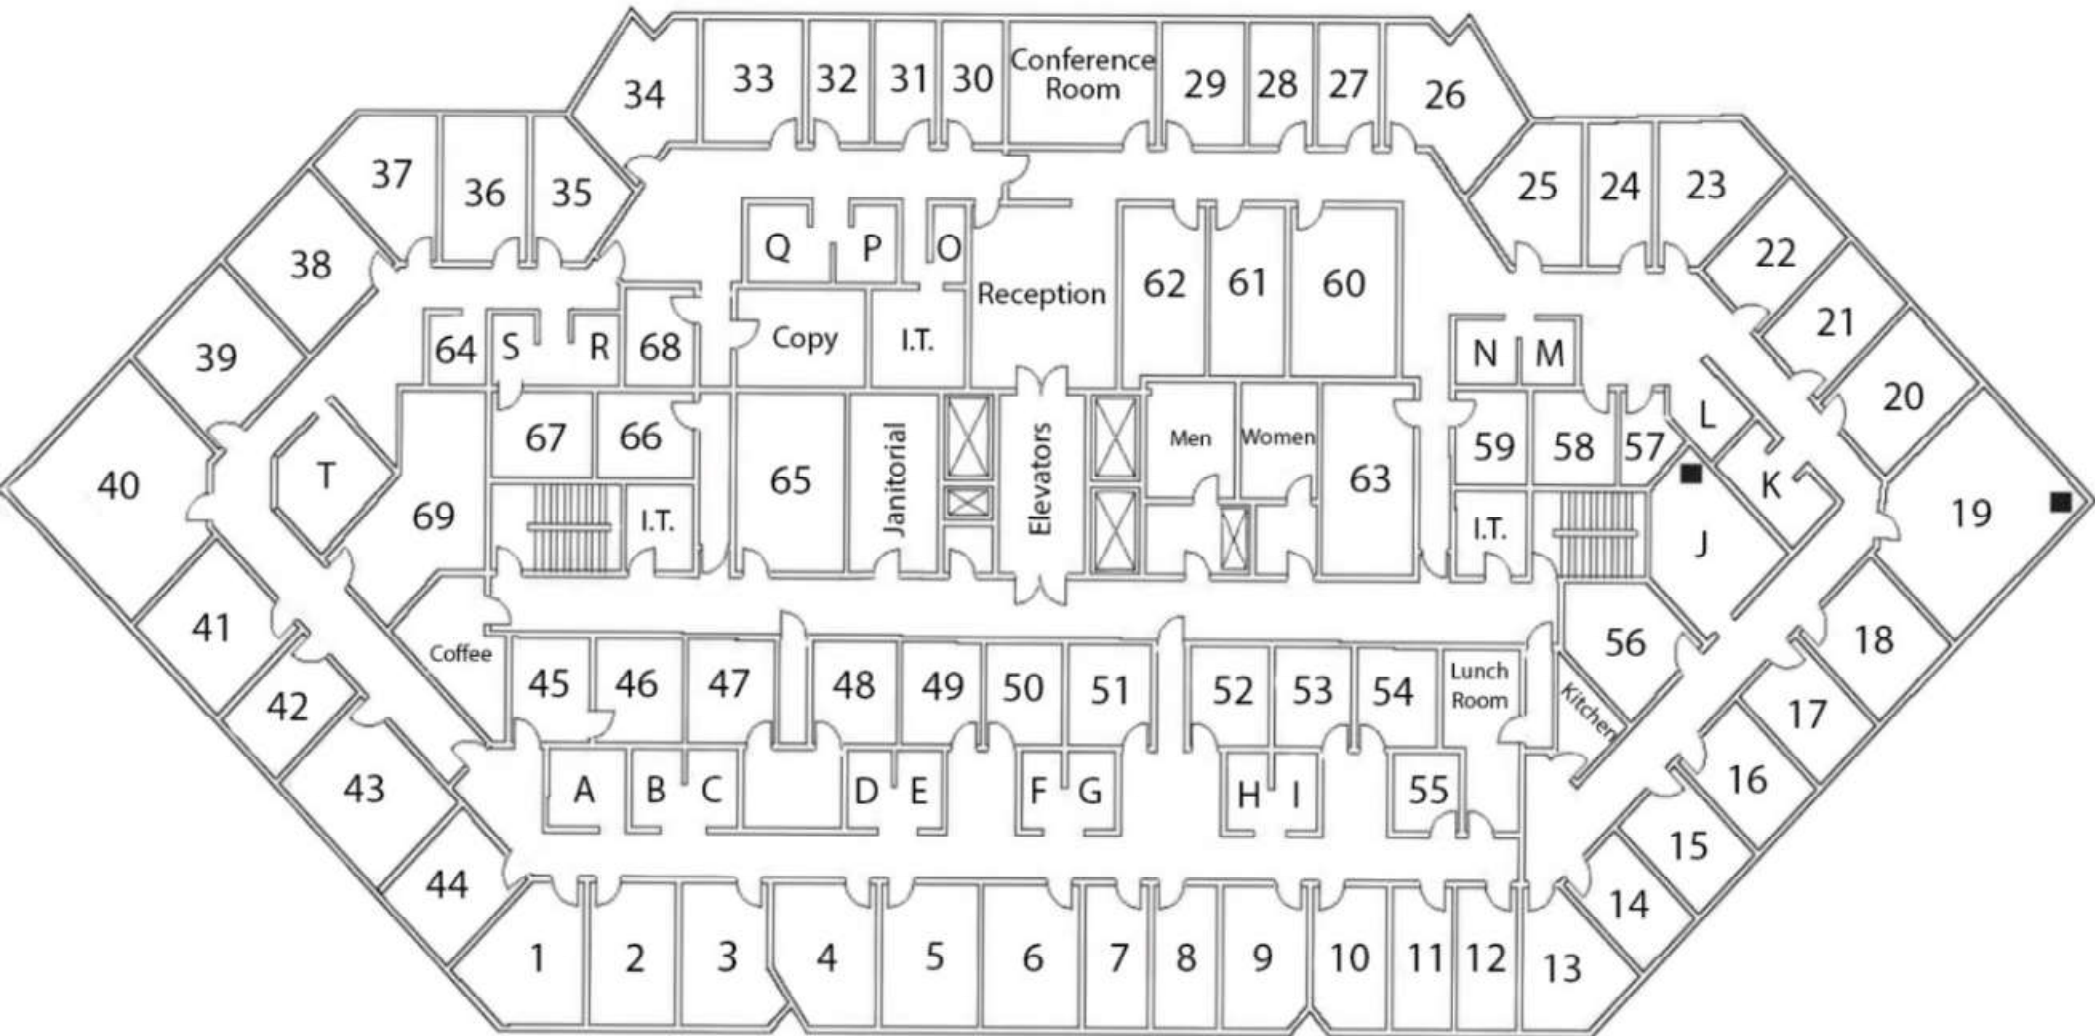 34
33
32
31
30
Conference
Room
29
28
27
26
37
36
35
25
24
23
38
Q
P
O
Reception
62
61
60
22
39
64
S
R
68
Copy
I.T.
N
M
21
40
T
69
67
66
I.T.
65
Janitorial
Elevators
Men
Women
63
59
58
57
I.T.
L
K
J
20
19
41
42
43
44
Coffee
45
46
47
48
49
50
51
52
53
54
Lunch
Room
Kitchen
56
18
17
16
15
14
A
B
C
D
E
F
G
H
I
55
1
2
3
4
5
6
7
8
9
10
11
12
13